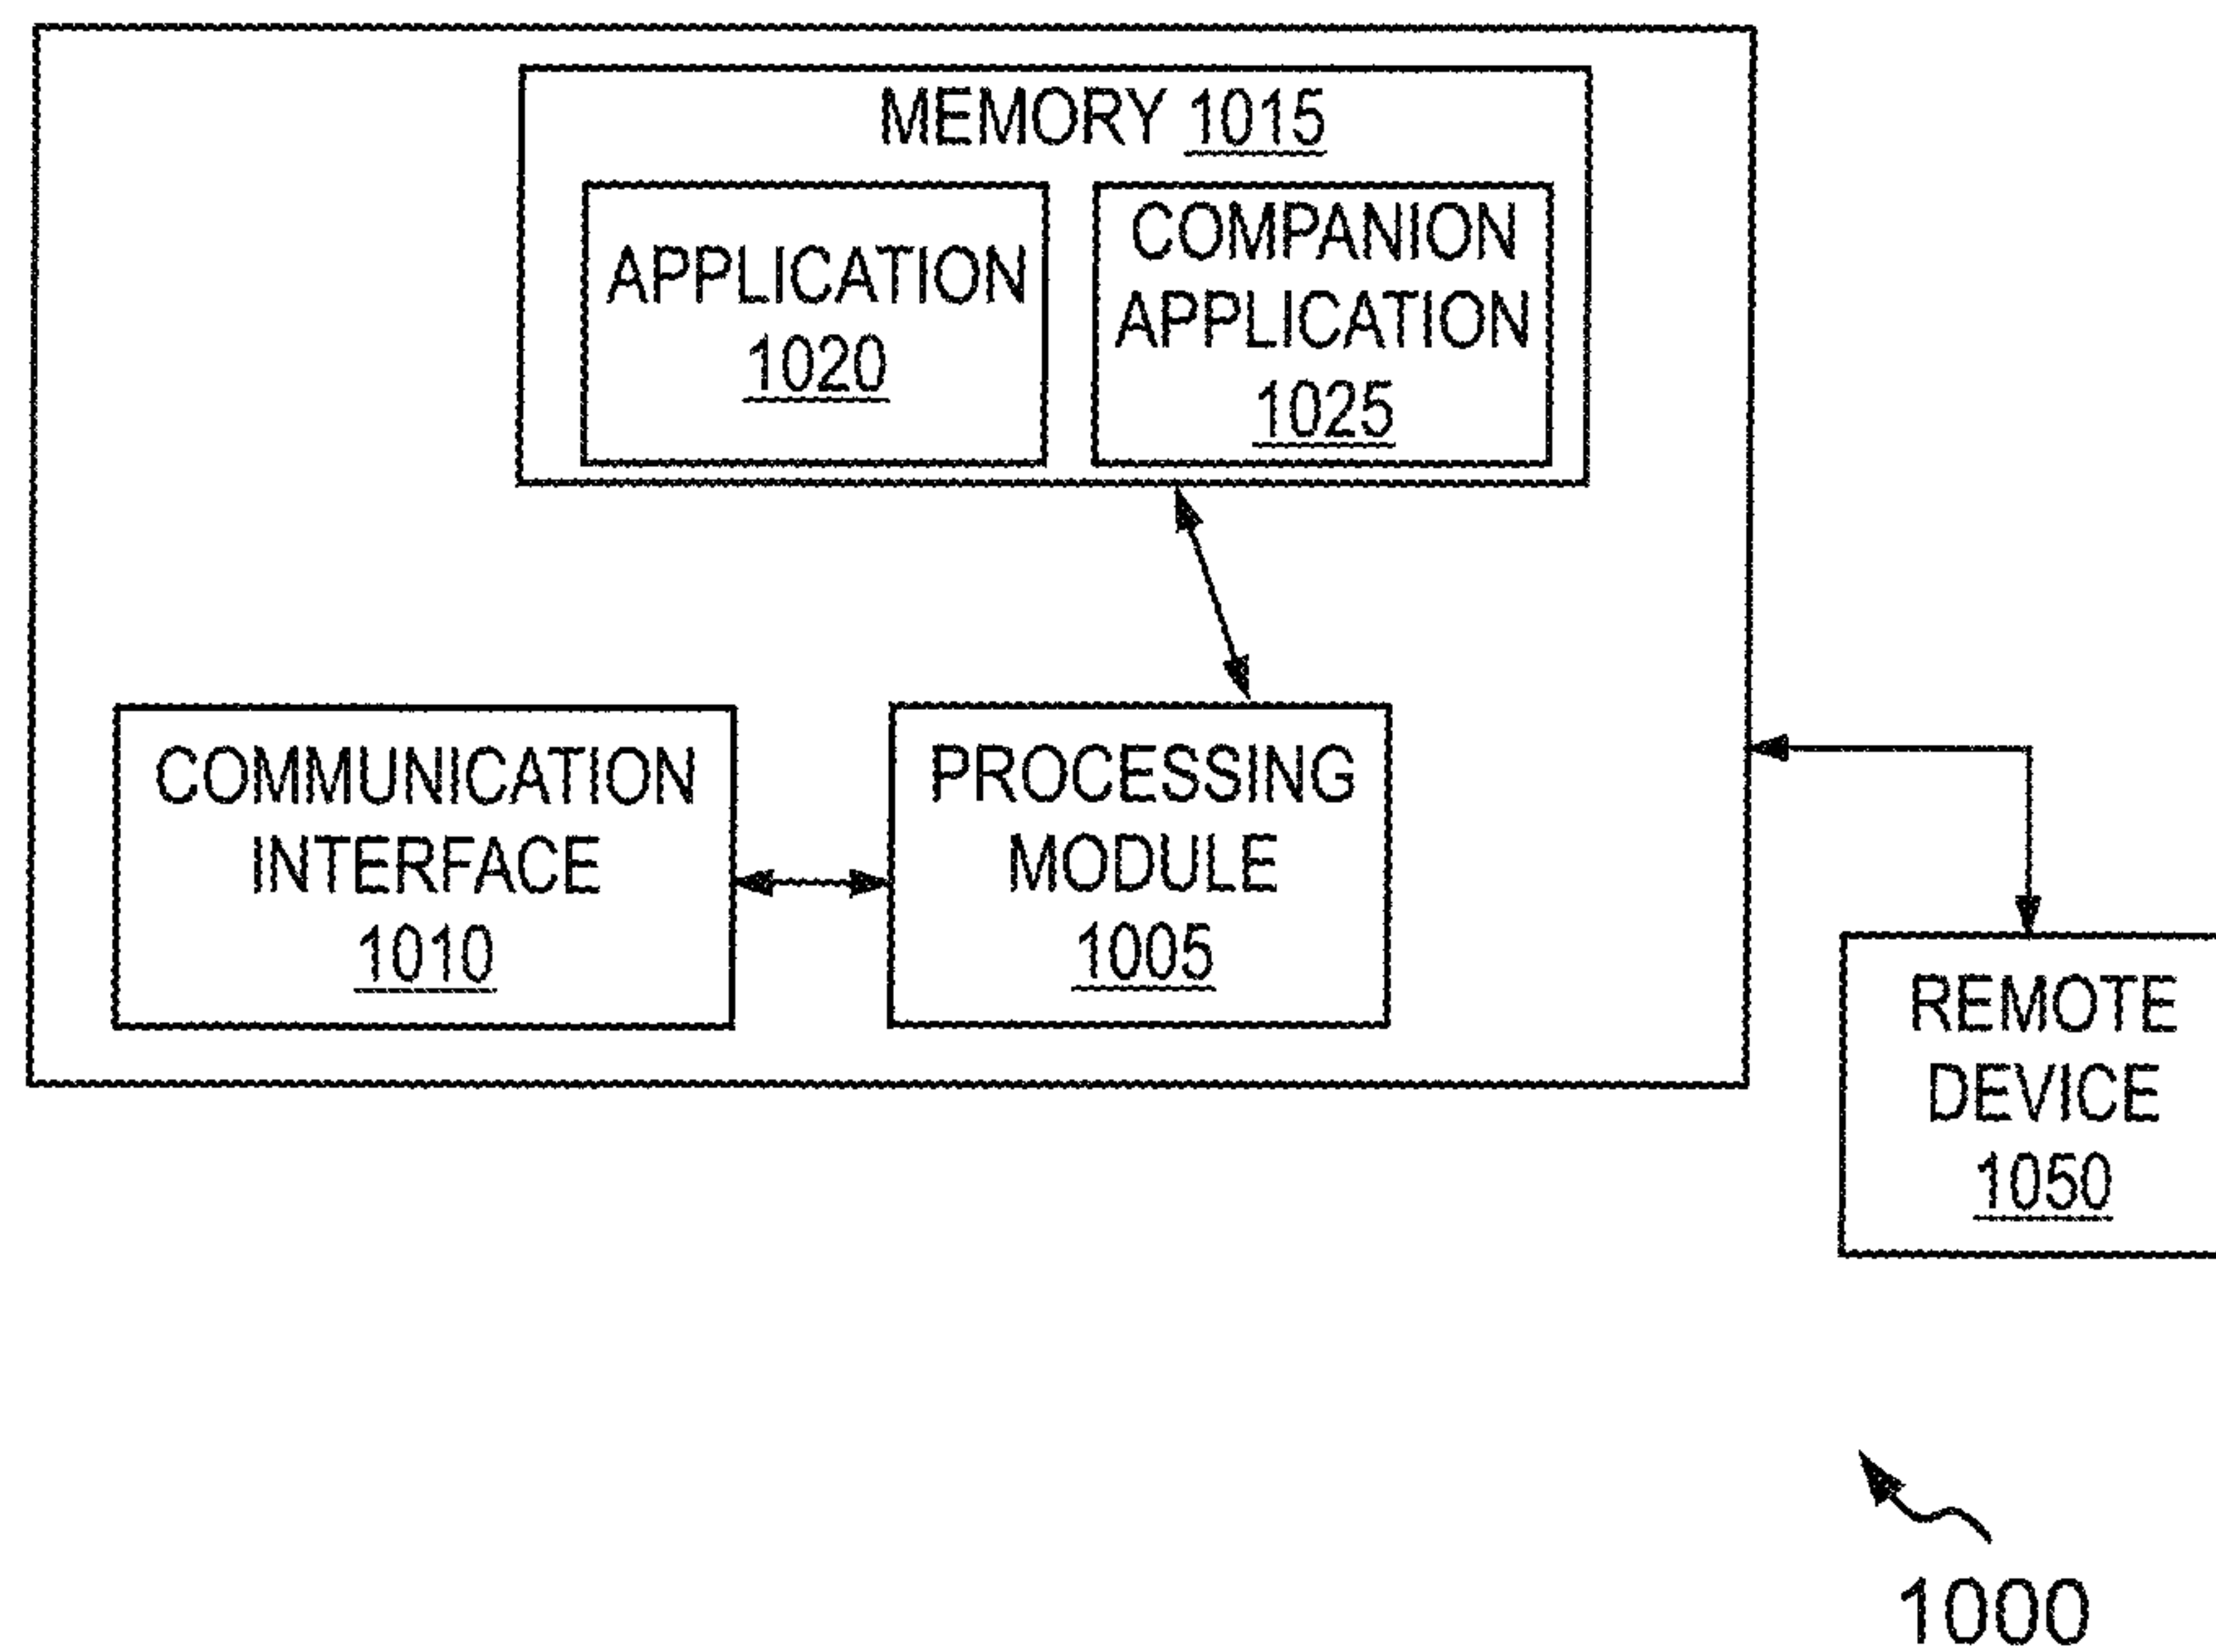 MEMORY 1015
APPLICATION
1020
COMPANION
APPLICATION
1025
COMMUNICATION
INTERFACE
1010
PROCESSING
MODULE
1005
REMOTE
DEVICE
1050
1000